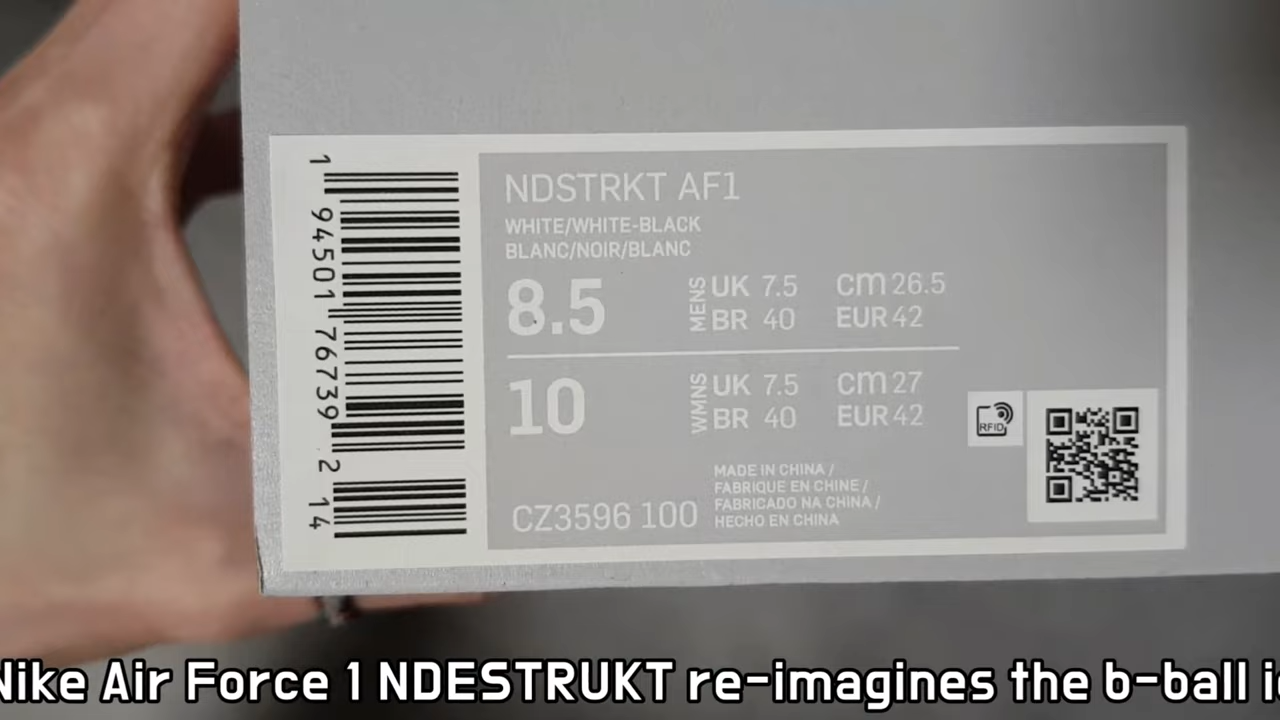 1 94501 76739 2 14
NDSTRKT AF1
WHITE/WHITE-BLACK
BLANC/NOIR/BLANC
8.5 MENS UK 7.5 cm 26.5
BR 40 EUR 42
10 WMNS UK 7.5 cm 27
BR 40 EUR 42
RFID
MADE IN CHINA /
FABRIQUE EN CHINE /
FABRICADO NA CHINA /
HECHO EN CHINA
CZ3596 100
Nike Air Force 1 NDESTRUKT re-imagines the b-ball